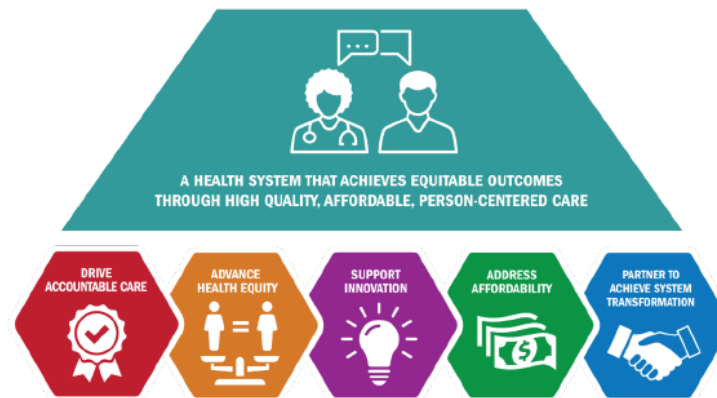 A HEALTH SYSTEM THAT ACHIEVES EQUITABLE OUTCOMES
THROUGH HIGH QUALITY, AFFORDABLE, PERSON-CENTERED CARE
DRIVE
ACCOUNTABLE CARE
ADVANCE
HEALTH EQUITY
=
SUPPORT
INNOVATION
ADDRESS
AFFORDABILITY
$
PARTNER TO
ACHIEVE SYSTEM
TRANSFORMATION